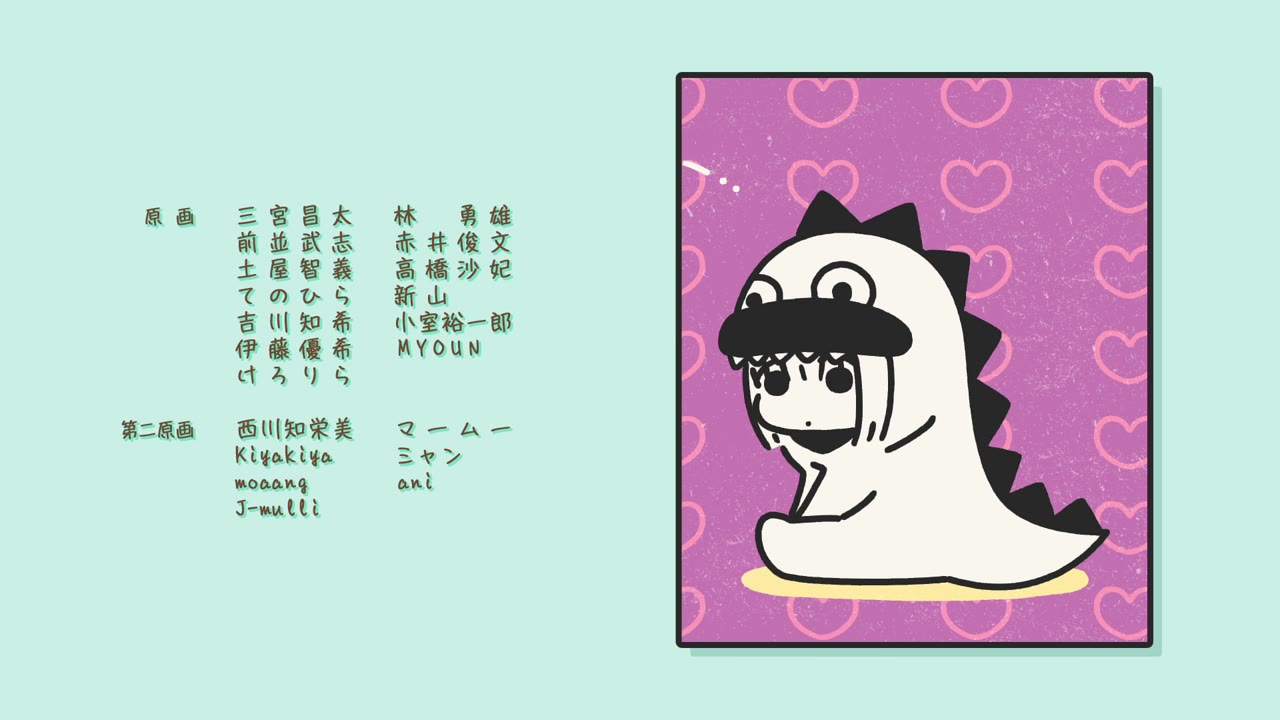 原画 三宮昌太 林 勇雄
前並武志 赤井俊文
土屋智義 高橋沙妃
てのひら 新山
吉川知希 小室裕一郎
伊藤優希 MYOUN
けろりら
第二原画 西川知栄美 マームー
Kiyakiya ミャン
moaang ani
J-mulli